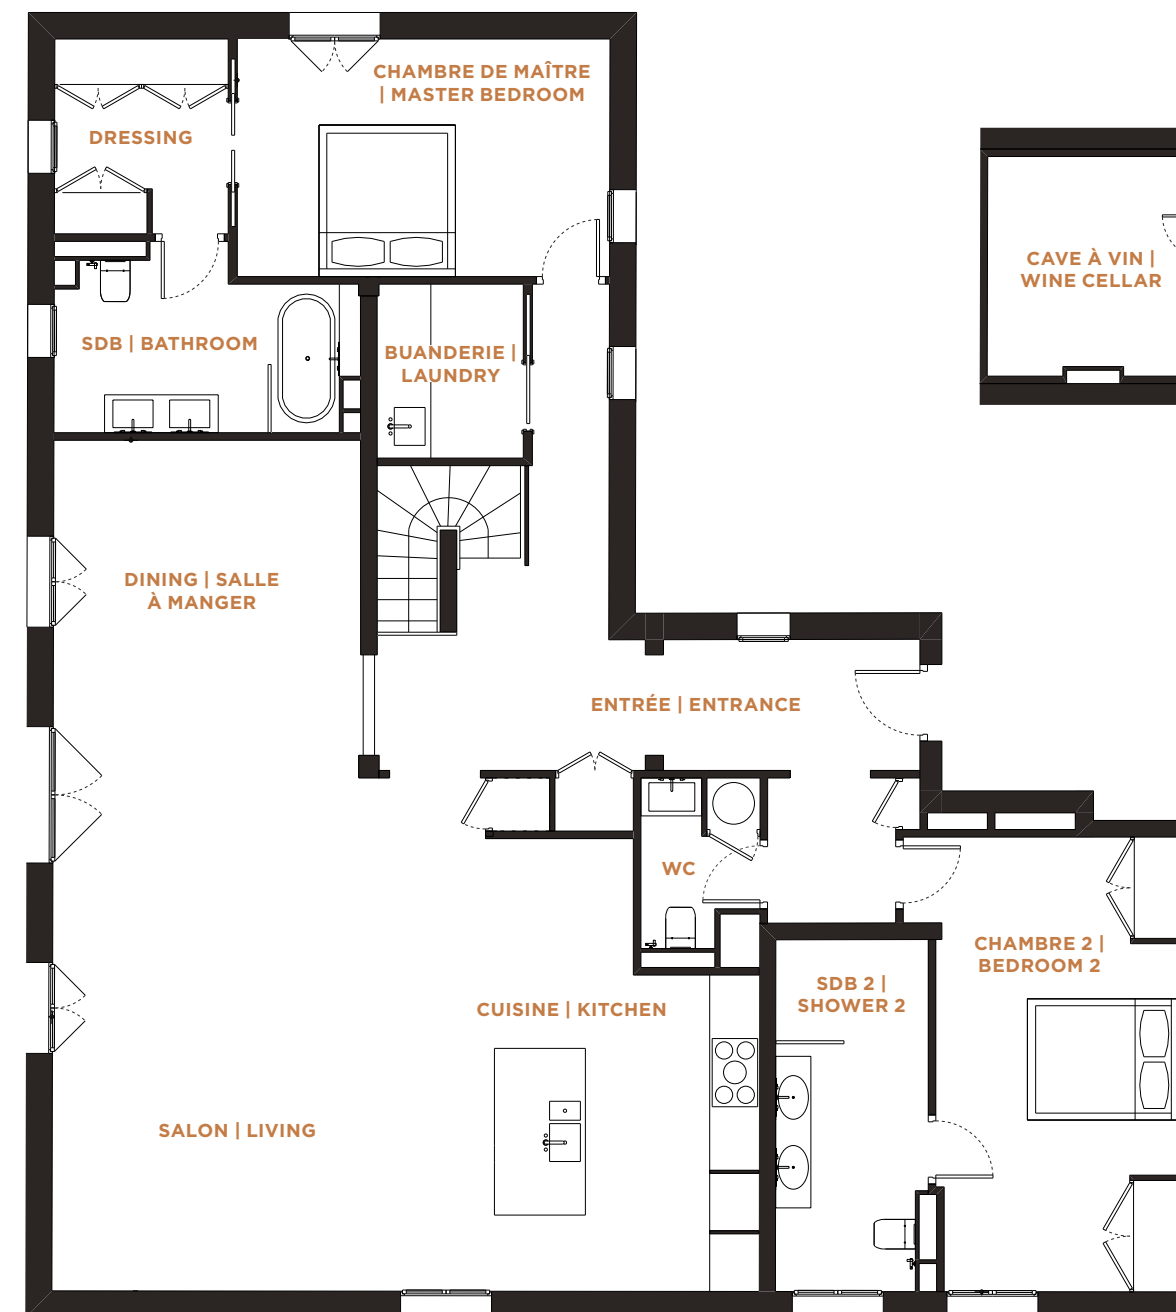 CHAMBRE DE MAÎTRE
| MASTER BEDROOM
DRESSING
CAVE À VIN |
WINE CELLAR
SDB | BATHROOM
BUANDERIE |
LAUNDRY
DINING | SALLE
À MANGER
ENTRÉE | ENTRANCE
WC
CHAMBRE 2 |
BEDROOM 2
SDB 2 |
SHOWER 2
CUISINE | KITCHEN
SALON | LIVING